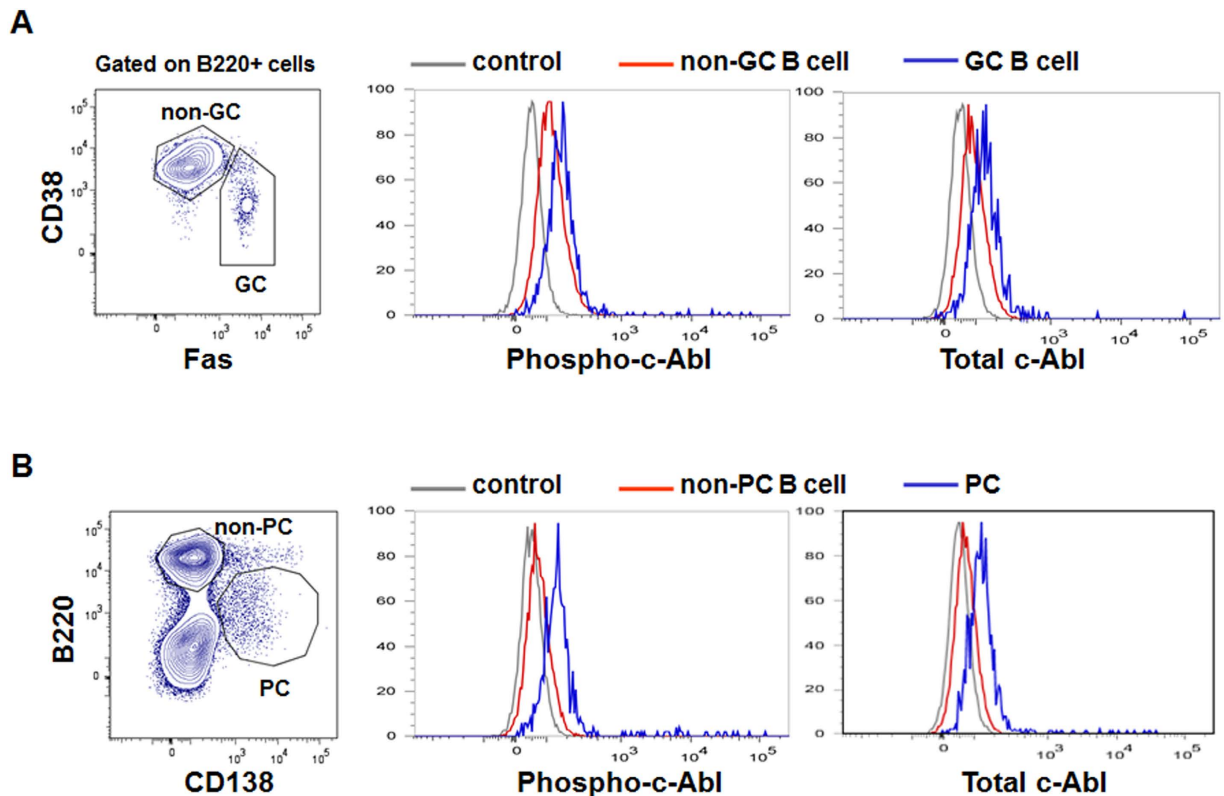 A
Gated on B220+ cells
control
non-GC B cell
GC B cell
non-GC
GC
CD38
10^5
10^4
10^3
0
0
10^3
10^4
10^5
Fas
100
80
60
40
20
0
0
10^3
10^4
10^5
Phospho-c-Abl
100
80
60
40
20
0
0
10^3
10^4
10^5
Total c-Abl
B
control
non-PC B cell
PC
non-PC
PC
B220
10^5
10^4
10^3
0
0
10^3
10^4
10^5
CD138
100
80
60
40
20
0
0
10^3
10^4
10^5
Phospho-c-Abl
100
80
60
40
20
0
0
10^3
10^4
10^5
Total c-Abl